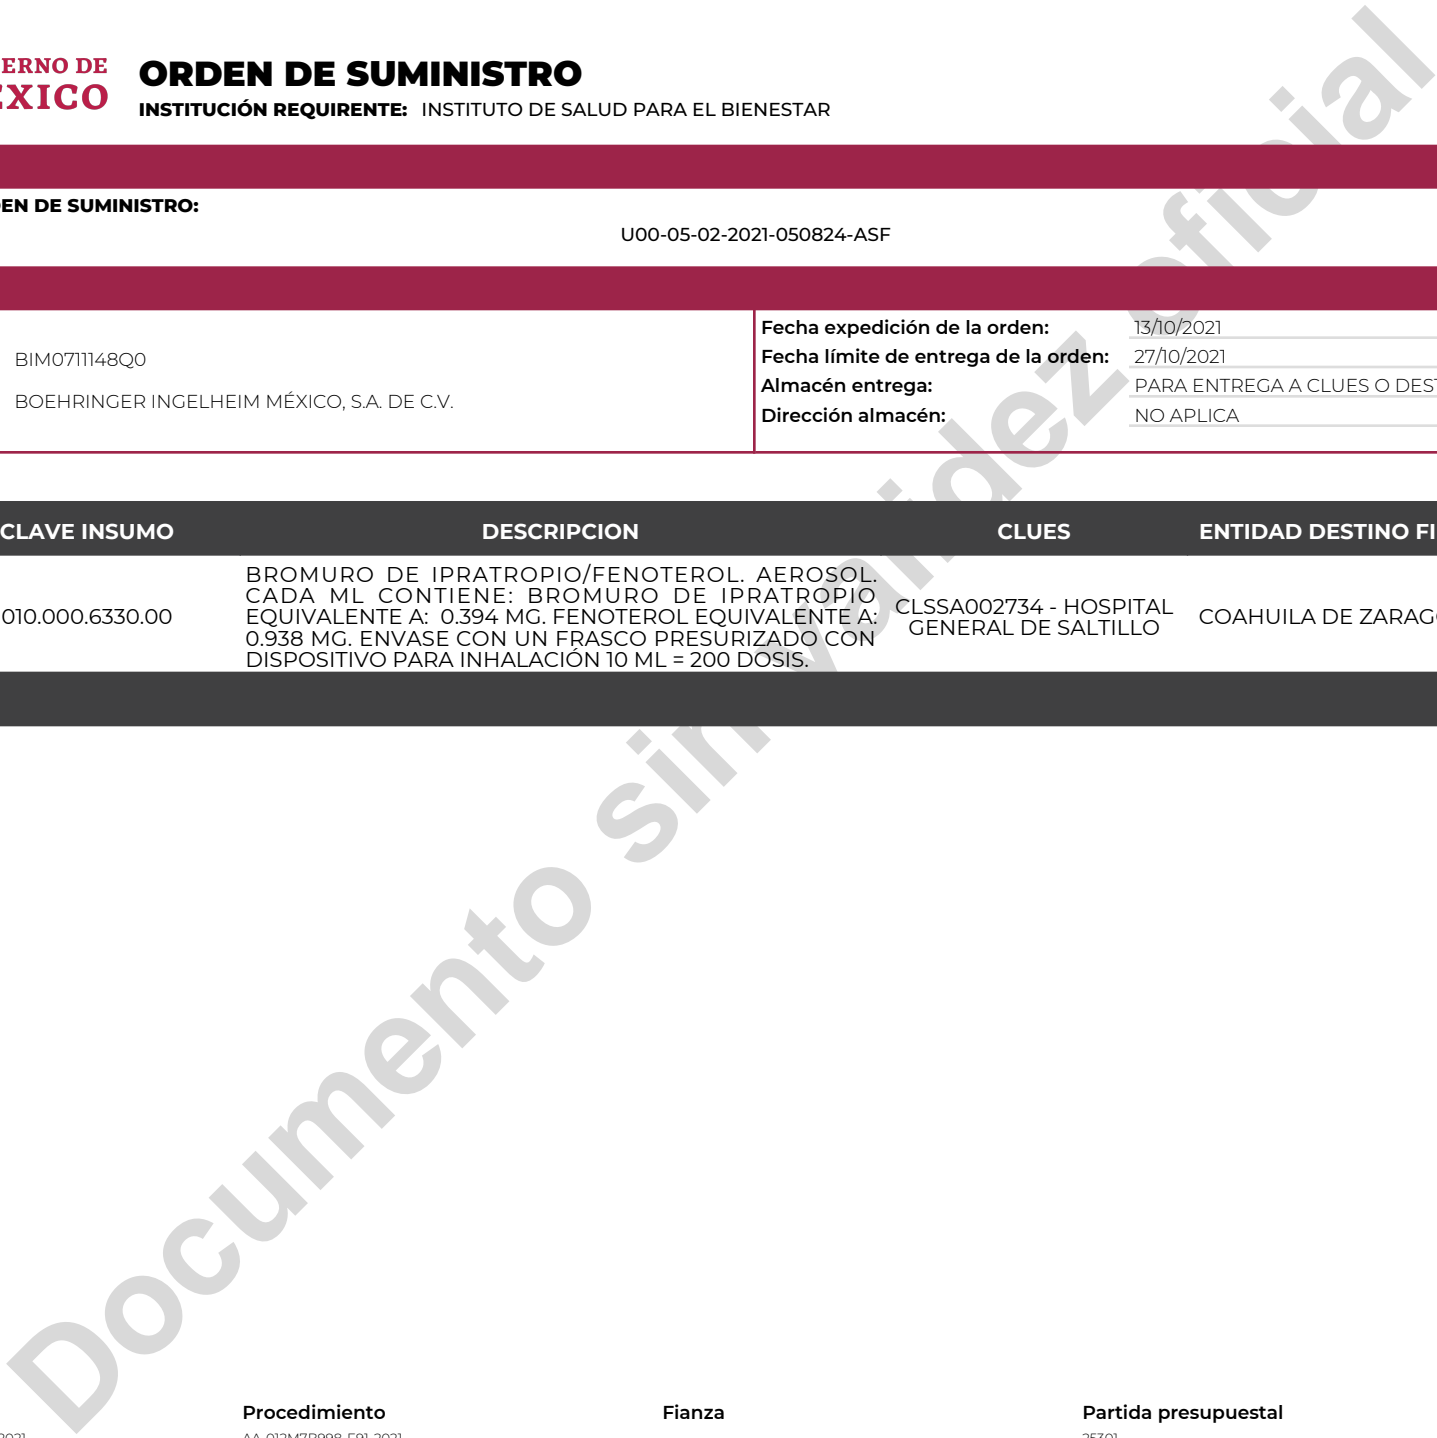 ERNO DE
ÉXICO
ORDEN DE SUMINISTRO
INSTITUCIÓN REQUIRENTE: INSTITUTO DE SALUD PARA EL BIENESTAR
EN DE SUMINISTRO:
U00-05-02-2021-050824-ASF
BIM0711148Q0
BOEHRINGER INGELHEIM MÉXICO, S.A. DE C.V.
Fecha expedición de la orden: 13/10/2021
Fecha límite de entrega de la orden: 27/10/2021
Almacén entrega: PARA ENTREGA A CLUES O DEST
Dirección almacén: NO APLICA
CLAVE INSUMO DESCRIPCION CLUES ENTIDAD DESTINO FI
010.000.6330.00
BROMURO DE IPRATROPIO/FENOTEROL. AEROSOL.
CADA ML CONTIENE: BROMURO DE IPRATROPIO
EQUIVALENTE A: 0.394 MG. FENOTEROL EQUIVALENTE A:
0.938 MG. ENVASE CON UN FRASCO PRESURIZADO CON
DISPOSITIVO PARA INHALACIÓN 10 ML = 200 DOSIS.
CLSSA002734 - HOSPITAL
GENERAL DE SALTILLO
COAHUILA DE ZARAG
Documento sin validez oficial
Procedimiento Fianza Partida presupuestal